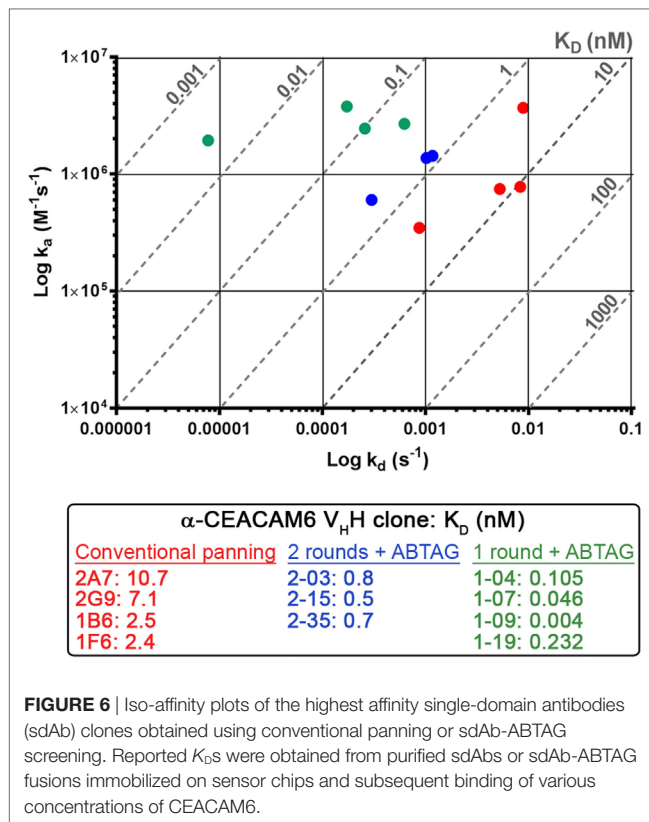 K_D (nM)
1×10^7
1×10^6
1×10^5
1×10^4
Log k_a (M^-1s^-1)
0.001
0.01
0.1
1
10
100
1000
0.000001
0.00001
0.0001
0.001
0.01
0.1
Log k_d (s^-1)
α-CEACAM6 V_HH clone: K_D (nM)
Conventional panning
2A7: 10.7
2G9: 7.1
1B6: 2.5
1F6: 2.4
2 rounds + ABTAG
2-03: 0.8
2-15: 0.5
2-35: 0.7
1 round + ABTAG
1-04: 0.105
1-07: 0.046
1-09: 0.004
1-19: 0.232
FIGURE 6 | Iso-affinity plots of the highest affinity single-domain antibodies
(sdAb) clones obtained using conventional panning or sdAb-ABTAG
screening. Reported K_Ds were obtained from purified sdAbs or sdAb-ABTAG
fusions immobilized on sensor chips and subsequent binding of various
concentrations of CEACAM6.